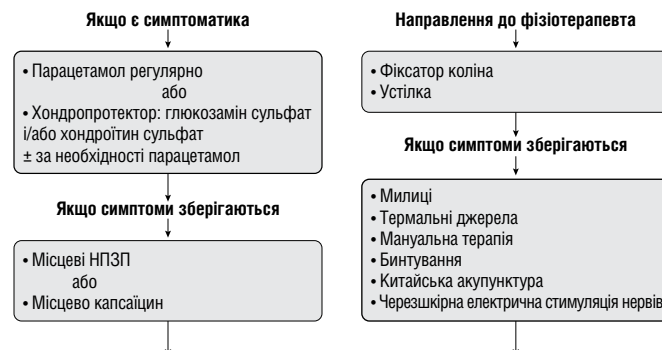 Якщо є симптоматика
• Парацетамол регулярно
або
• Хондропротектор: глюкозамін сульфат
і/або хондроїтин сульфат
± за необхідності парацетамол
Якщо симптоми зберігаються
• Місцеві НПЗП
або
• Місцево капсаїцин
Направлення до фізіотерапевта
• Фіксатор коліна
• Устілка
Якщо симптоми зберігаються
• Милиці
• Термальні джерела
• Мануальна терапія
• Бинтування
• Китайська акупунктура
• Черезшкірна електрична стимуляція нервів